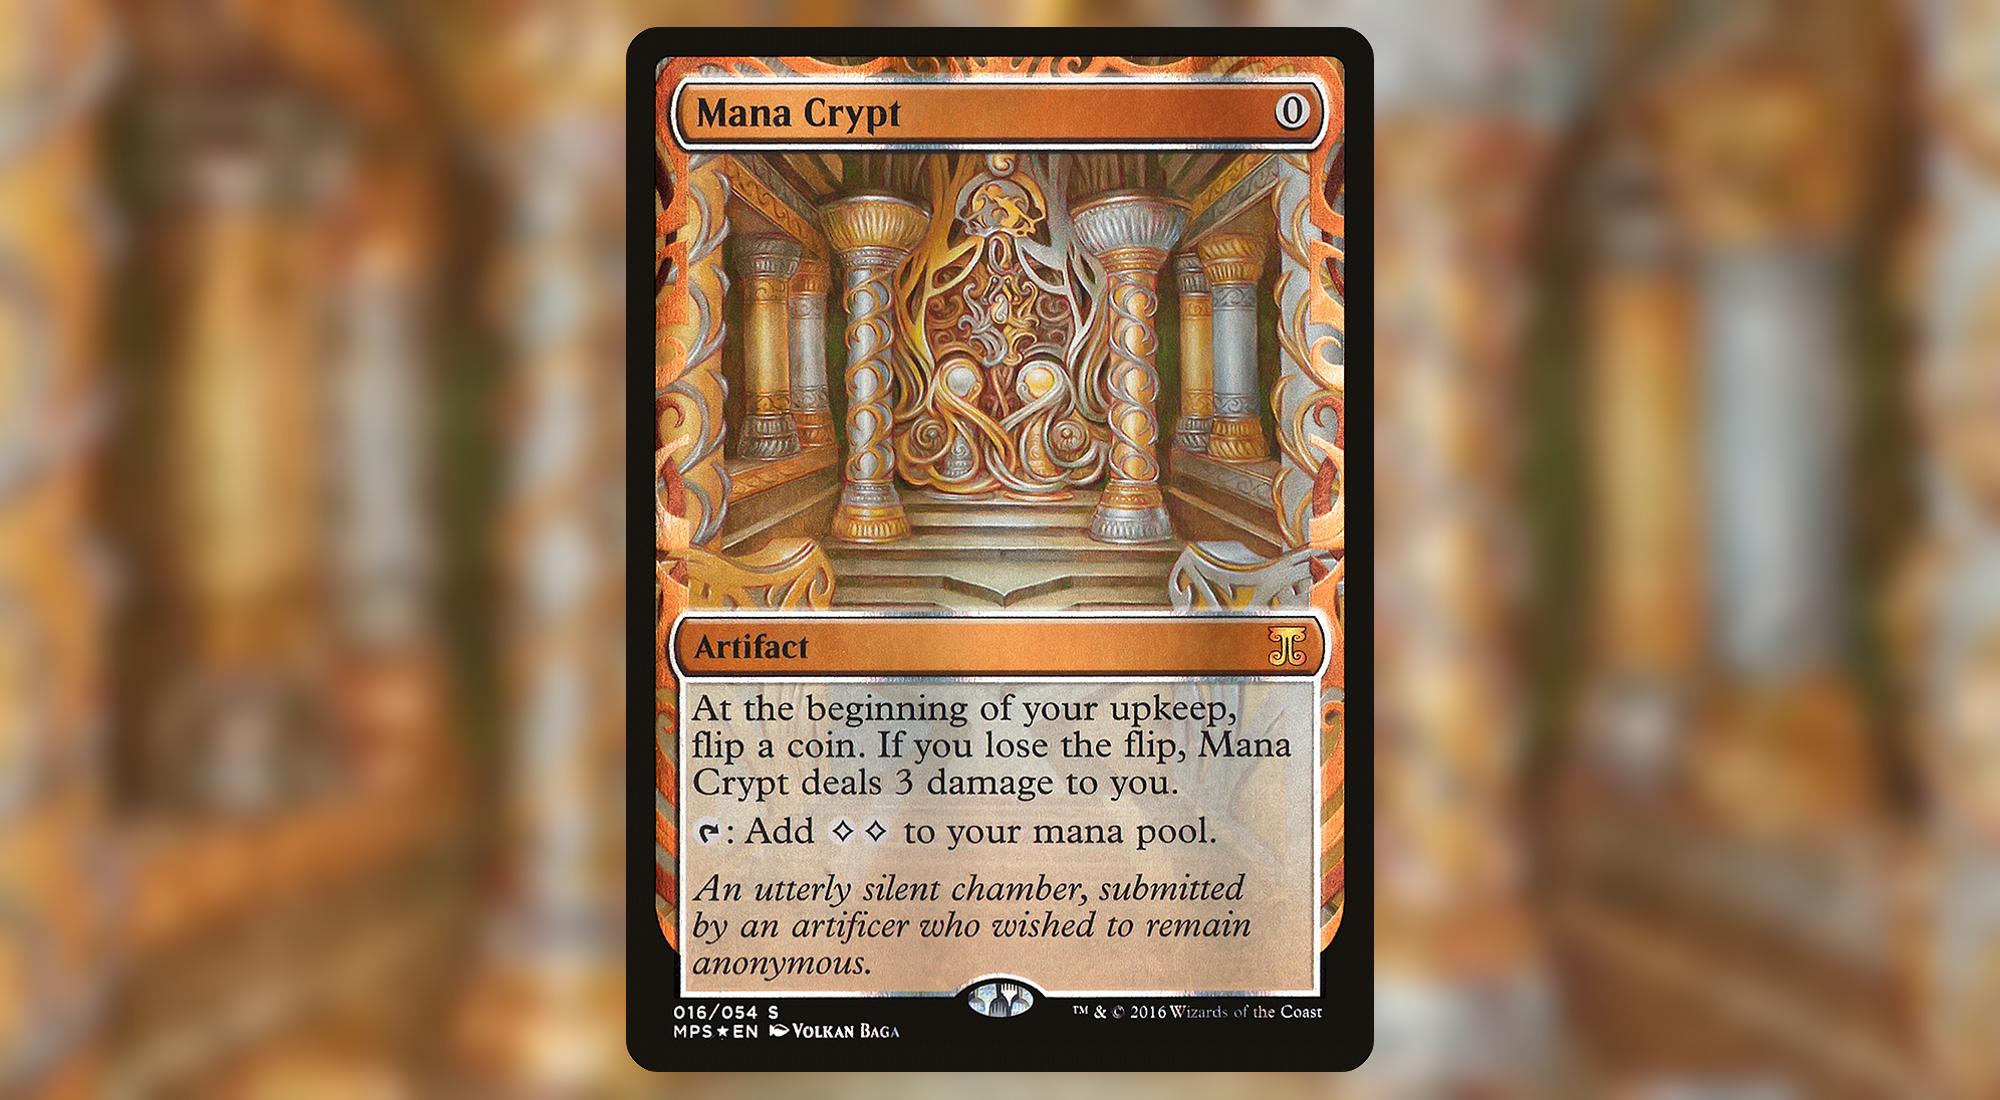 Mana Crypt 0
Artifact
At the beginning of your upkeep,
flip a coin. If you lose the flip, Mana
Crypt deals 3 damage to you.
: Add to your mana pool.
An utterly silent chamber, submitted
by an artificer who wished to remain
anonymous.
016/054 S
MPS★EN VOLKAN BAGA
™ & © 2016 Wizards of the Coast